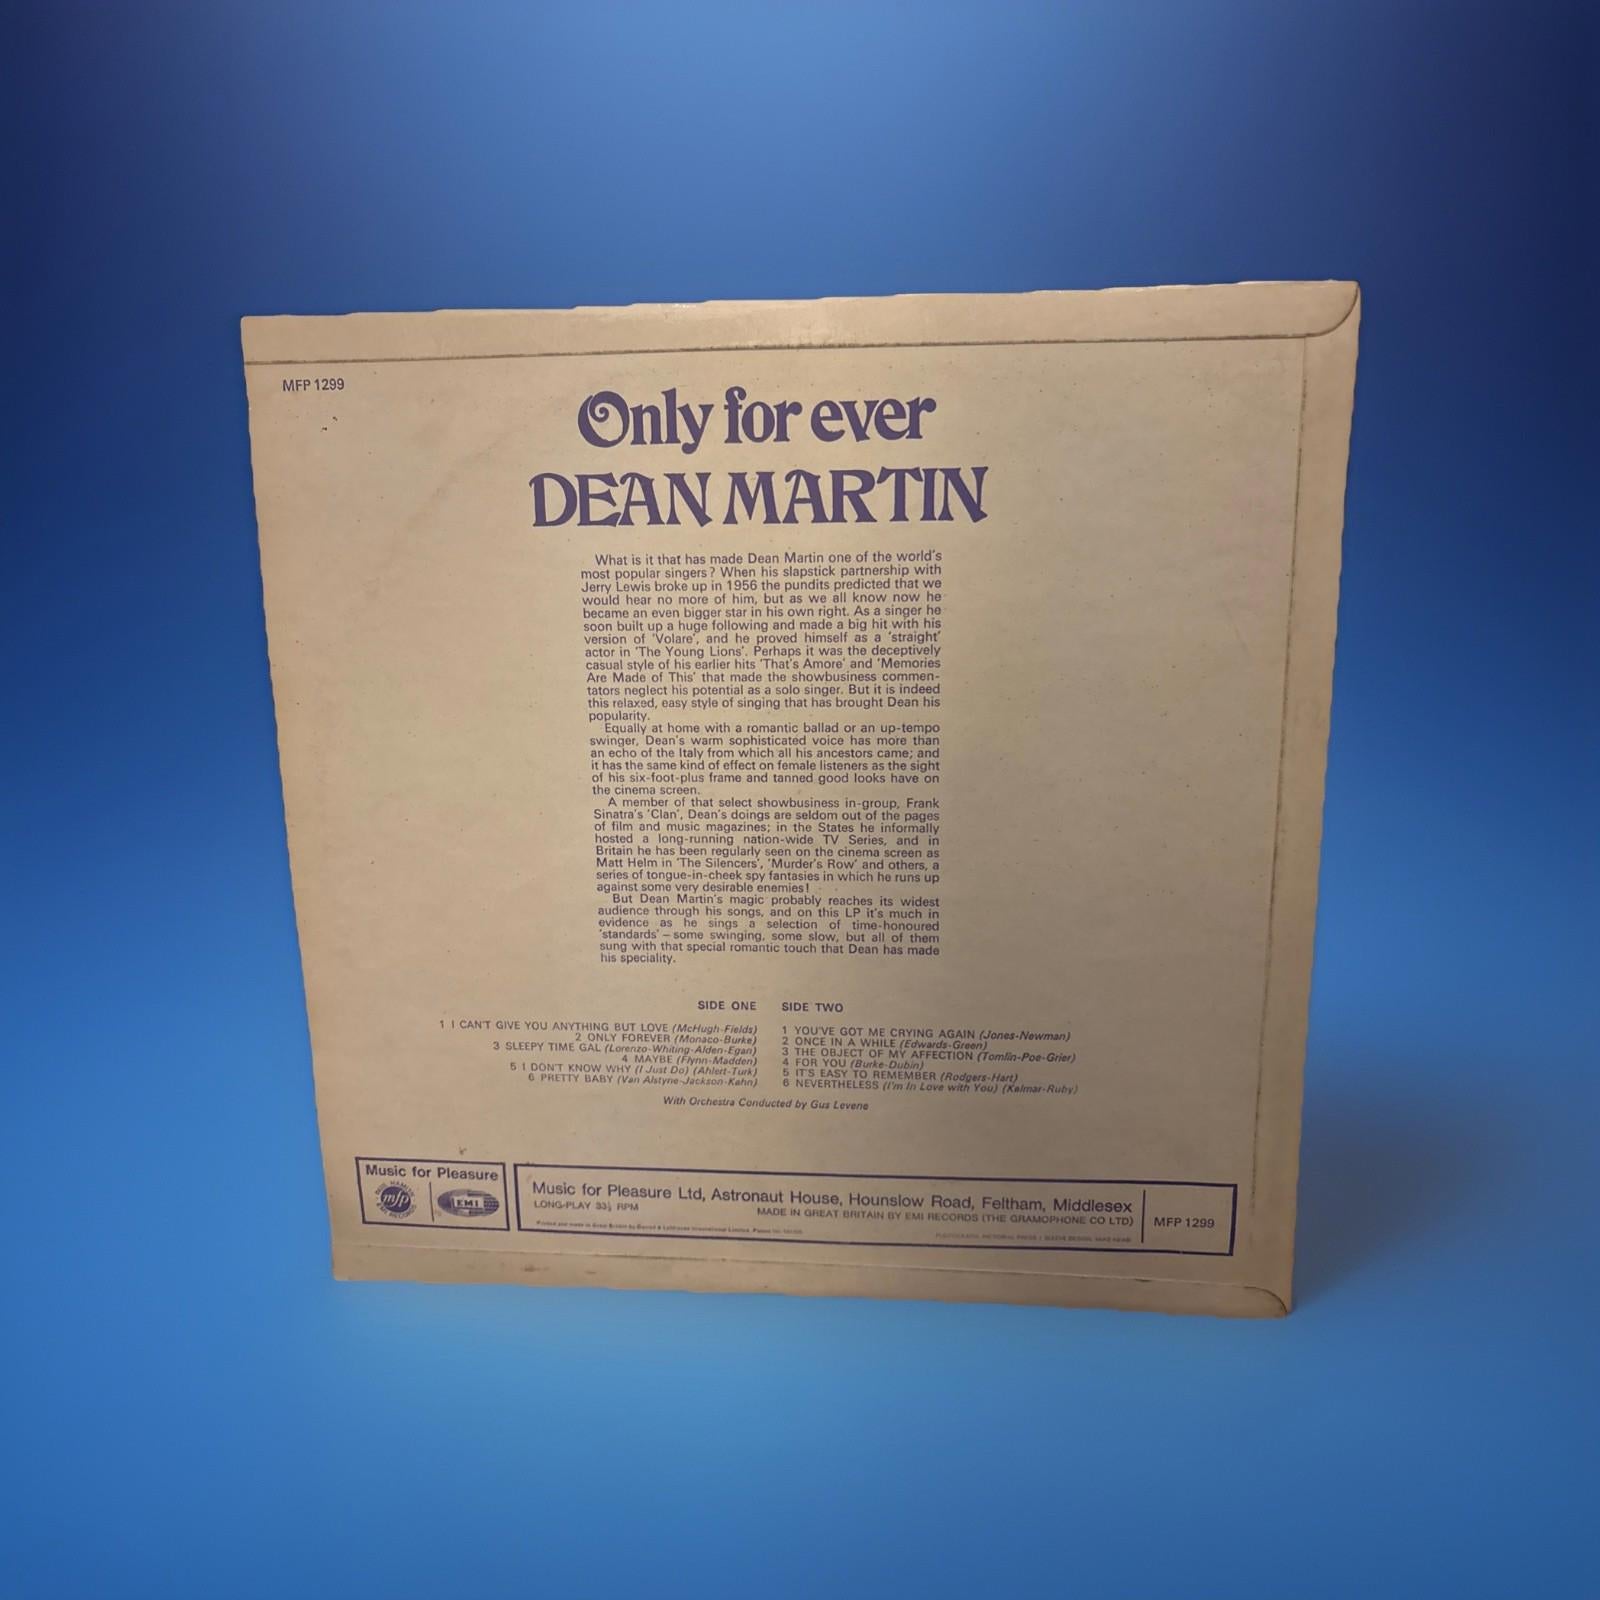 MFP 1299
Only for ever
DEAN MARTIN
What is it that has made Dean Martin one of the world's
most popular singers? When his slapstick partnership with
Jerry Lewis broke up in 1956 the pundits predicted that we
would hear no more of him, but as we all know now he
became an even bigger star in his own right. As a singer he
soon built up a huge following and made a big hit with his
version of 'Volare', and he proved himself as a 'straight'
actor in 'The Young Lions'. Perhaps it was the deceptively
casual style of his earlier hits 'That's Amore' and 'Memories
Are Made of This' that made the showbusiness commen-
tators neglect his potential as a solo singer. But it is indeed
this relaxed, easy style of singing that has brought Dean his
popularity.
Equally at home with a romantic ballad or an up-tempo
swinger, Dean's warm sophisticated voice has more than
an echo of the Italy from which all his ancestors came; and
it has the same kind of effect on female listeners as the sight
of his six-foot-plus frame and tanned good looks have on
the cinema screen.
A member of that select showbusiness in-group, Frank
Sinatra's 'Clan', Dean's doings are seldom out of the pages
of film and music magazines; in the States he informally
hosted a long-running nation-wide TV Series, and in
Britain he has been regularly seen on the cinema screen as
Matt Helm in 'The Silencers', 'Murder's Row' and others, a
series of tongue-in-cheek spy fantasies in which he runs up
against some very desirable enemies!
But Dean Martin's magic probably reaches its widest
audience through his songs, and on this LP it's much in
evidence as he sings a selection of time-honoured
'standards' – some swinging, some slow, but all of them
sung with that special romantic touch that Dean has made
his speciality.
SIDE ONE
1 I CAN'T GIVE YOU ANYTHING BUT LOVE (McHugh-Fields)
2 ONLY FOREVER (Monaco-Burke)
3 SLEEPY TIME GAL (Lorenzo-Whiting-Alden-Egan)
4 MAYBE (Flynn-Madden)
5 I DON'T KNOW WHY (I Just Do) (Ahlert-Turk)
6 PRETTY BABY (Van Alstyne-Jackson-Kahn)
SIDE TWO
1 YOU'VE GOT ME CRYING AGAIN (Jones-Newman)
2 ONCE IN A WHILE (Edwards-Green)
3 THE OBJECT OF MY AFFECTION (Tomlin-Poe-Grier)
4 FOR YOU (Burke-Dubin)
5 IT'S EASY TO REMEMBER (Rodgers-Hart)
6 NEVERTHELESS (I'm In Love with You) (Kalmar-Ruby)
With Orchestra Conducted by Gus Levene
Music for Pleasure
mfp
EMI RECORDS
EMI
Music for Pleasure Ltd, Astronaut House, Hounslow Road, Feltham, Middlesex
LONG-PLAY 33⅓ RPM
MADE IN GREAT BRITAIN BY EMI RECORDS (THE GRAMOPHONE CO LTD)
Printed and made in Great Britain by
MFP 1299